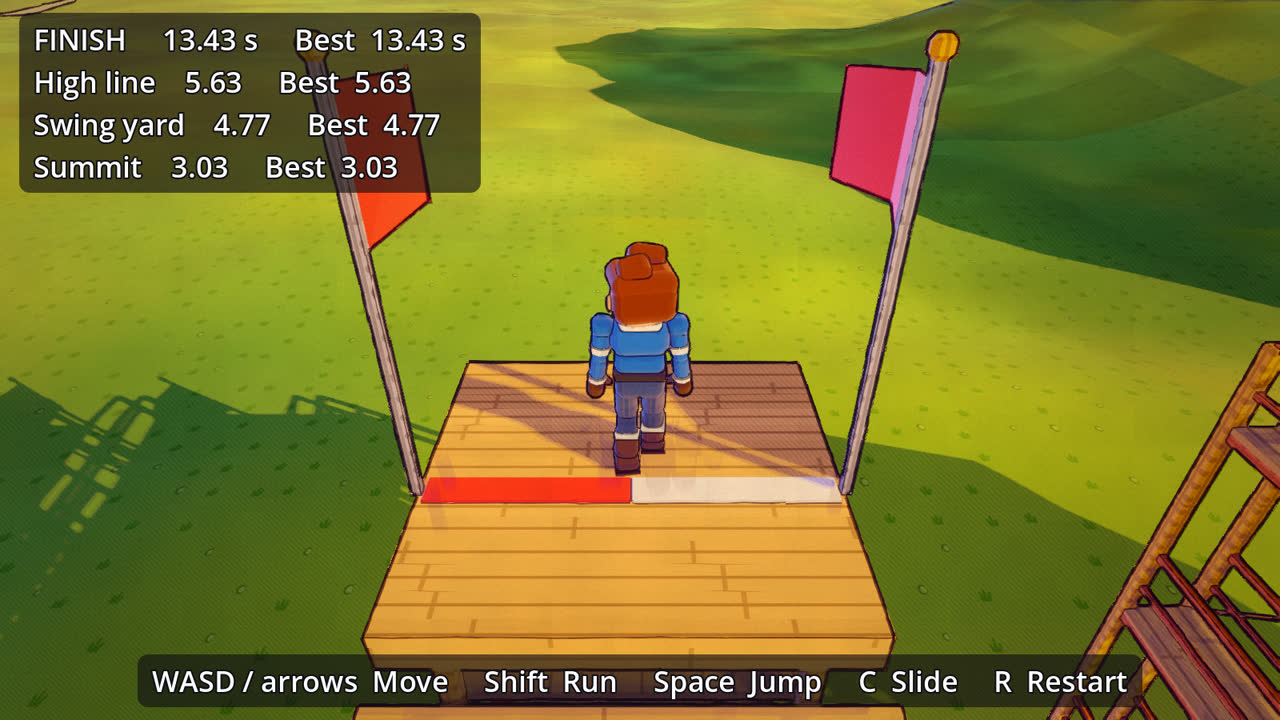 FINISH 13.43 s Best 13.43 s
High line 5.63 Best 5.63
Swing yard 4.77 Best 4.77
Summit 3.03 Best 3.03
WASD / arrows Move Shift Run Space Jump C Slide R Restart